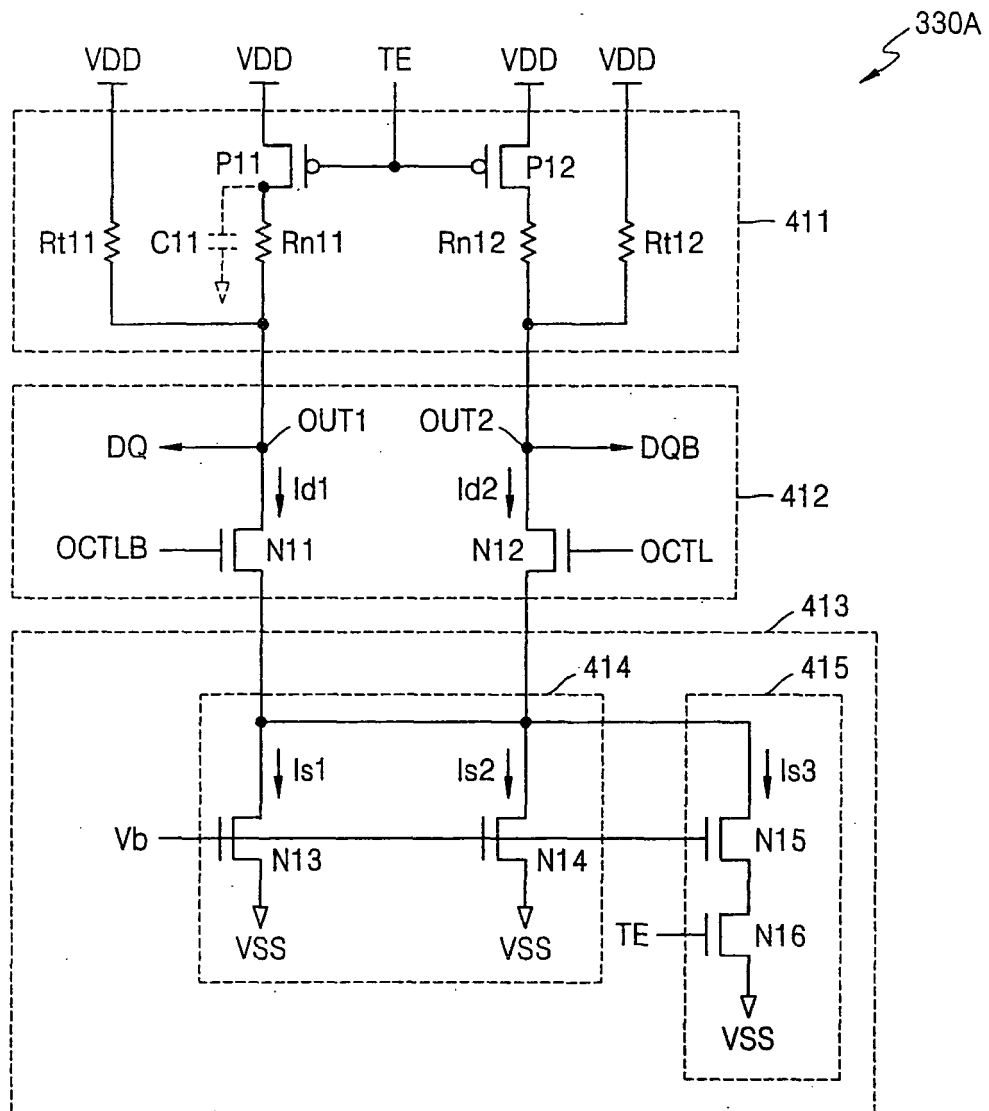 330A
VDD VDD TE VDD VDD
P11 P12
Rt11 C11 Rn11 Rn12 Rt12
411
OUT1 OUT2
DQ DQB
Id1 Id2
412
OCTLB N11 N12 OCTL
413
414 415
Is1 Is2 Is3
Vb N13 N14 N15
VSS VSS TE N16
VSS